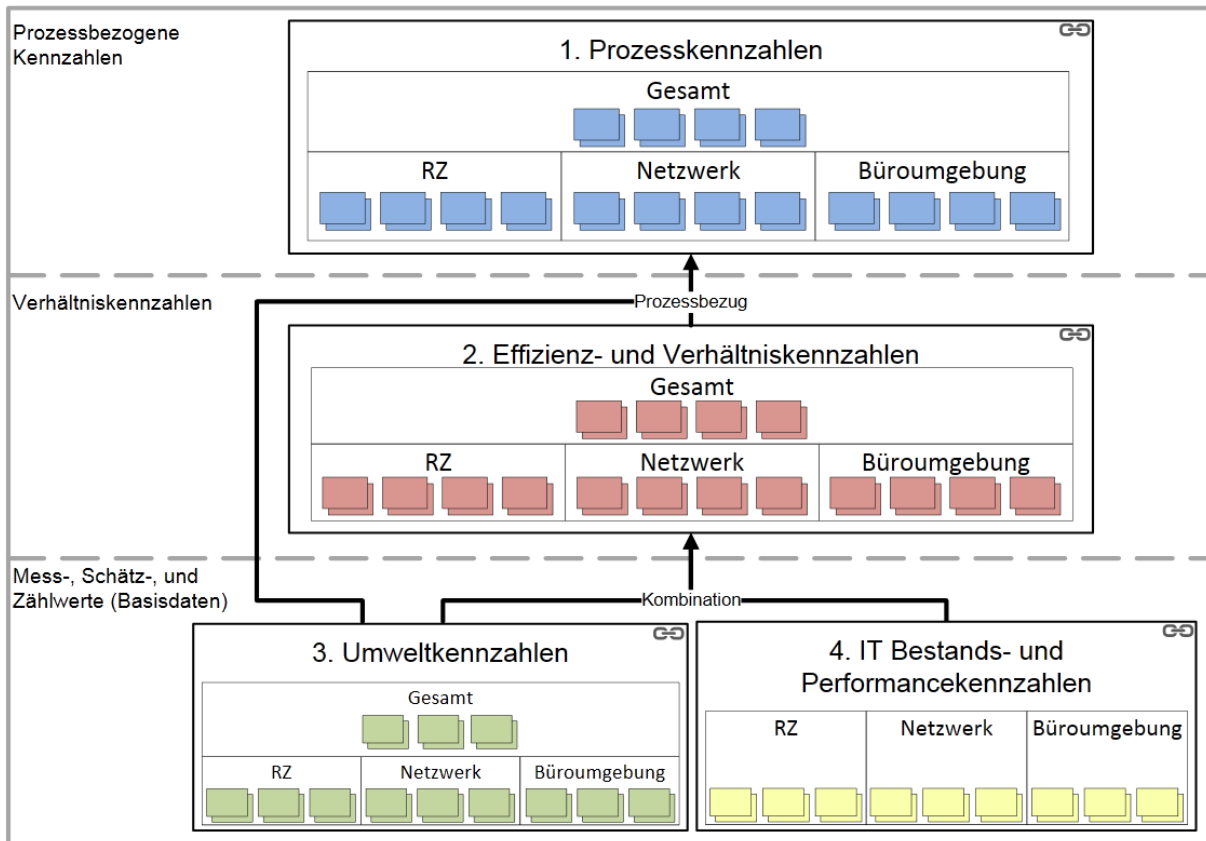 Prozessbezogene
Kennzahlen
1. Prozesskennzahlen
Gesamt
RZ
Netzwerk
Büroumgebung
Verhältniskennzahlen
Prozessbezug
2. Effizienz- und Verhältniskennzahlen
Gesamt
RZ
Netzwerk
Büroumgebung
Mess-, Schätz-, und
Zählwerte (Basisdaten)
Kombination
3. Umweltkennzahlen
Gesamt
RZ
Netzwerk
Büroumgebung
4. IT Bestands- und
Performancekennzahlen
RZ
Netzwerk
Büroumgebung